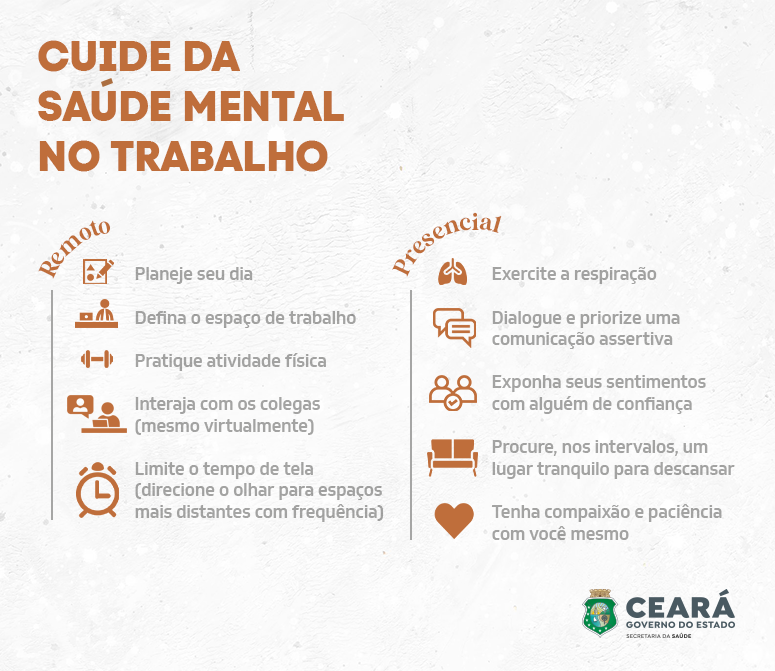 CUIDE DA
SAÚDE MENTAL
NO TRABALHO
Remoto
Planeje seu dia
Defina o espaço de trabalho
Pratique atividade física
Interaja com os colegas
(mesmo virtualmente)
Limite o tempo de tela
(direcione o olhar para espaços
mais distantes com frequência)
Presencial
Exercite a respiração
Dialogue e priorize uma
comunicação assertiva
Exponha seus sentimentos
com alguém de confiança
Procure, nos intervalos, um
lugar tranquilo para descansar
Tenha compaixão e paciência
com você mesmo
CEARÁ
GOVERNO DO ESTADO
SECRETARIA DA SAÚDE